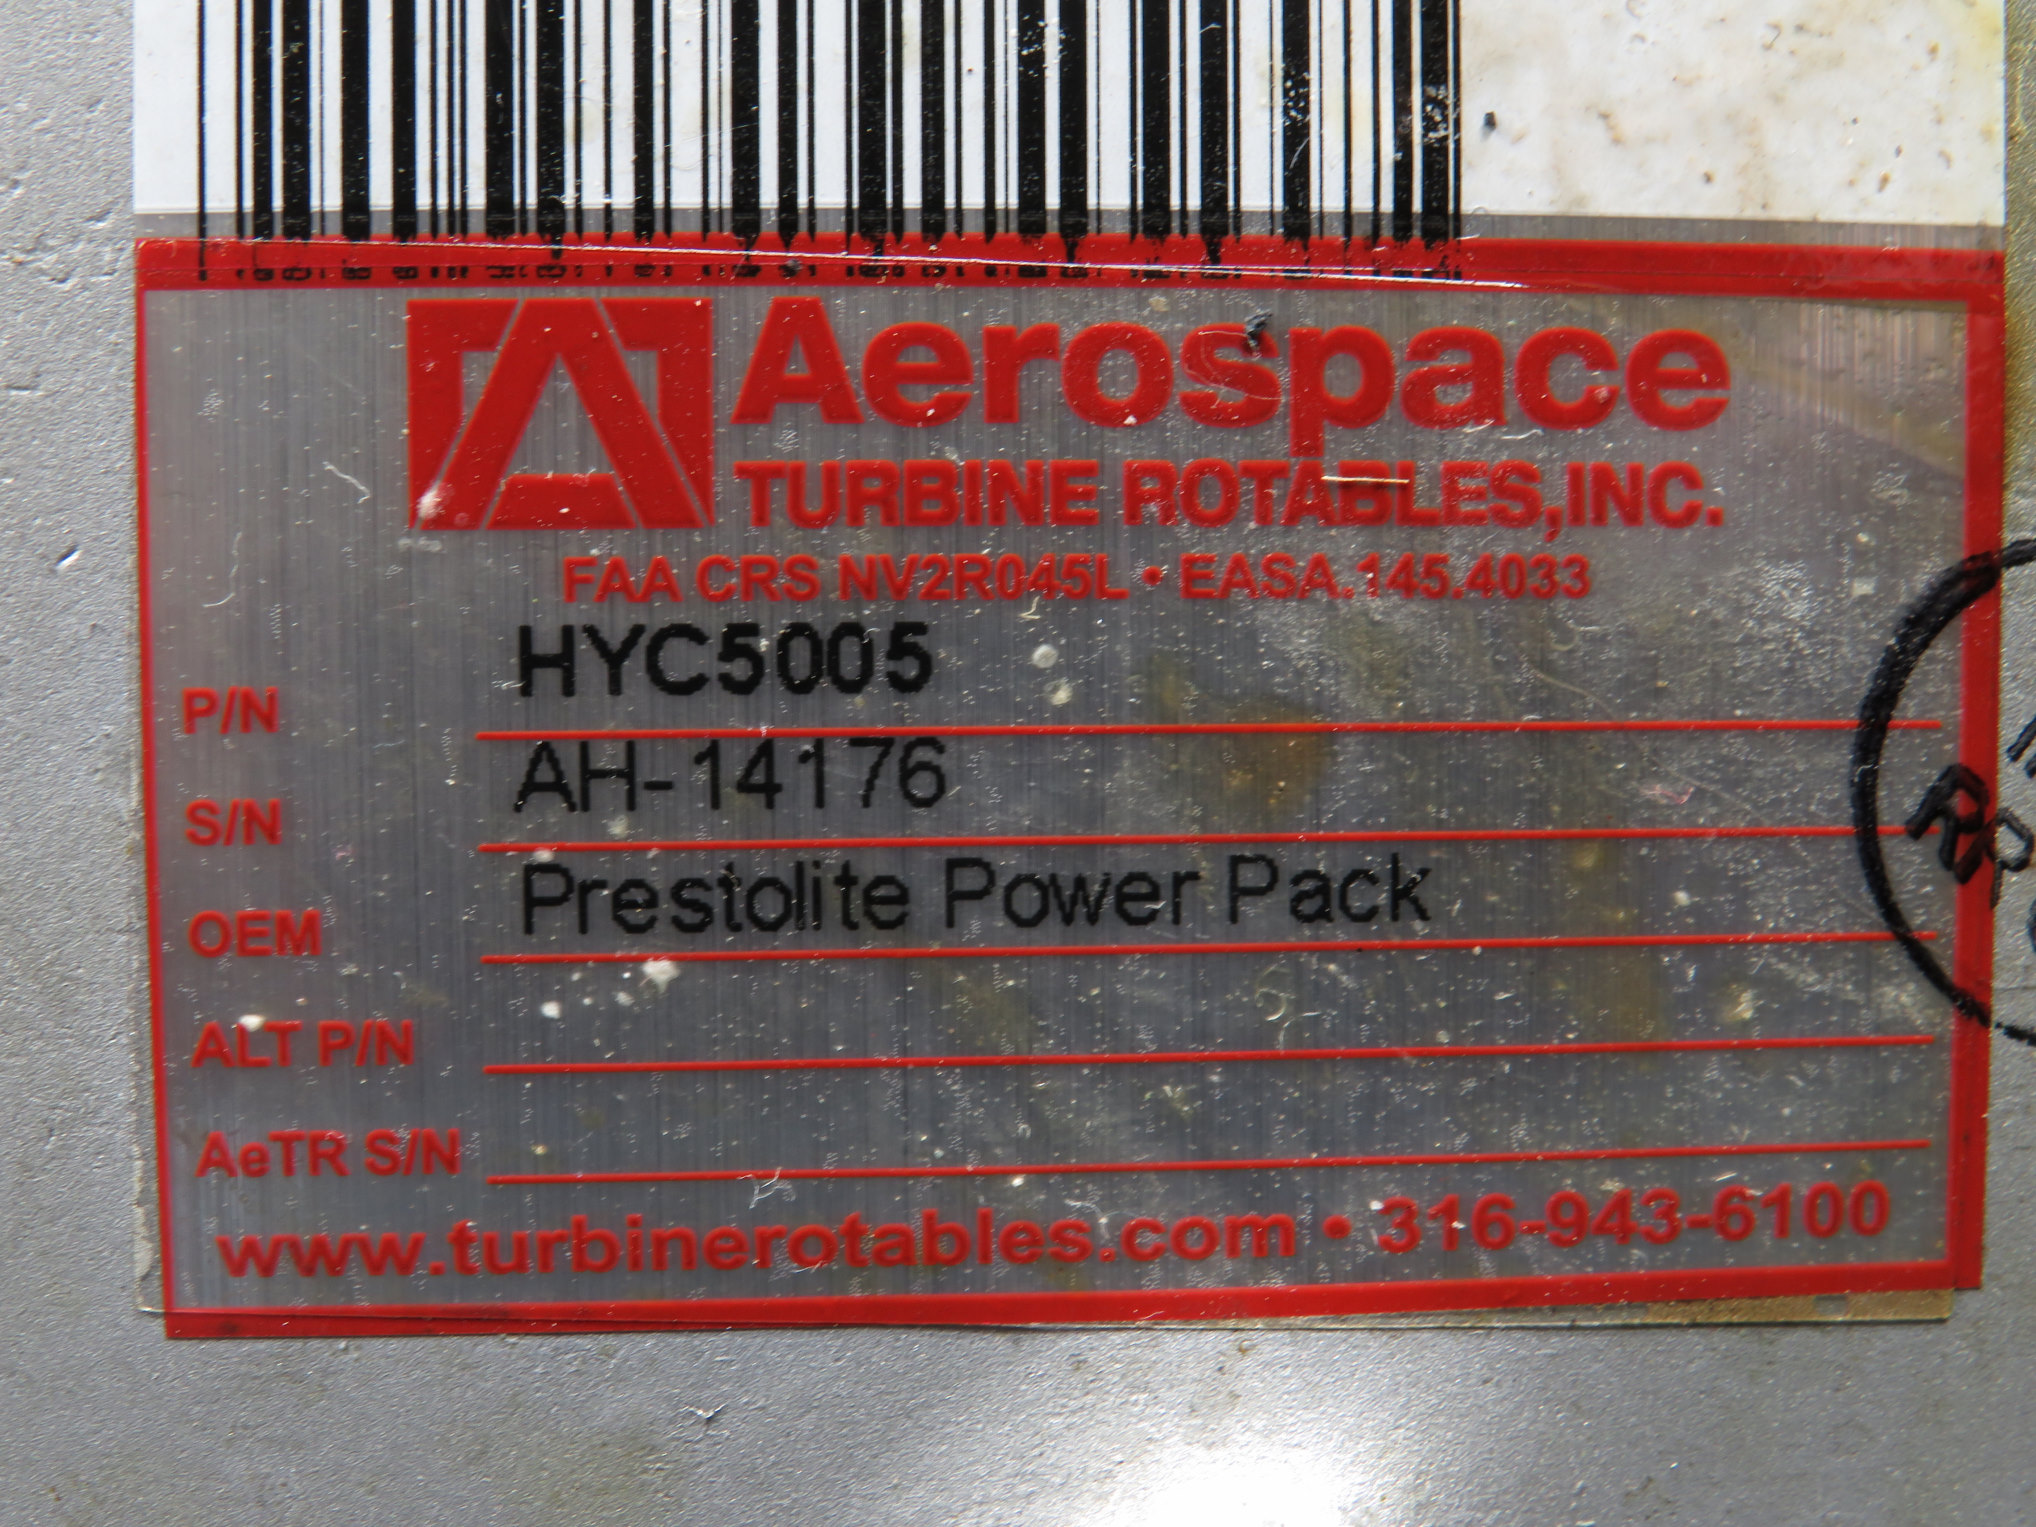 Aerospace
TURBINE ROTABLES, INC.
FAA CRS NV2R045L • EASA.145.4033
P/N HYC5005
S/N AH-14176
OEM Prestolite Power Pack
ALT P/N
AeTR S/N
www.turbinerotables.com • 316-943-6100